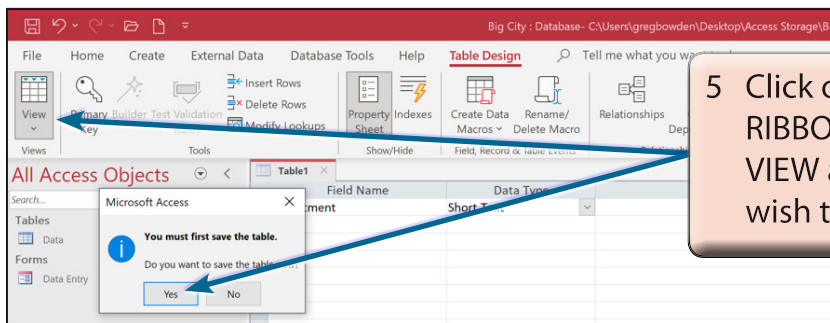 Big City : Database- C:\Users\gregbowden\Desktop\Access Storage\B
File Home Create External Data Database Tools Help Table Design Tell me what you
View Primary Key Builder Test Validation Insert Rows Delete Rows Modify Lookups Property Sheet Indexes Create Data Macros Rename/ Delete Macro Relationships
Views Tools Show/Hide Field, Record & Table Events
All Access Objects
Search...
Tables
Data
Forms
Data Entry
Table1
Field Name Data Type
Short Text
Microsoft Access
You must first save the table.
Do you want to save the table
Yes No
5 Click
RIBBO
VIEW
wish t